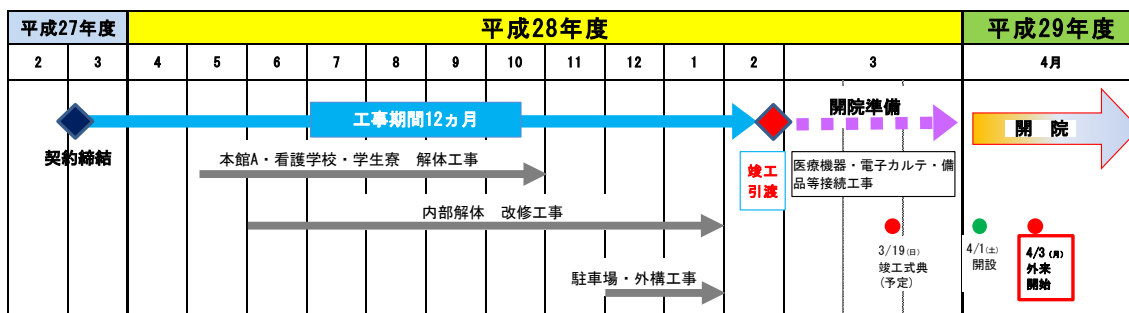 平成27年度 平成28年度 平成29年度
2 3 4 5 6 7 8 9 10 11 12 1 2 3 4月
工事期間12ヵ月
開院準備
開 院
契約締結
本館A・看護学校・学生寮 解体工事
竣工
引渡
医療機器・電子カルテ・備
品等接続工事
内部解体 改修工事
駐車場・外構工事
3/19(日)
竣工式典
(予定)
4/1(土)
開設
4/3(月)
外来
開始